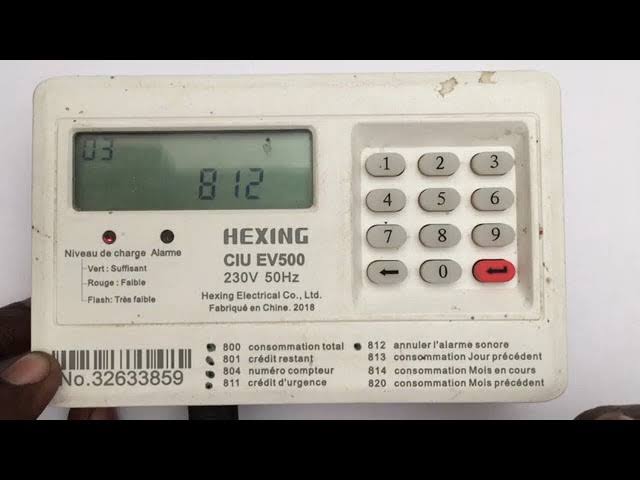 03
812
1 2 3
4 5 6
7 8 9
0
Niveau de charge Alarme
Vert : Suffisant
Rouge : Faible
Flash: Très faible
HEXING
CIU EV500
230V 50Hz
Hexing Electrical Co., Ltd.
Fabriqué en Chine. 2018
No.32633859
800 consommation total
801 crédit restant
804 numéro compteur
811 crédit d'urgence
812 annuler l'alarme sonore
813 consommation Jour précédent
814 consommation Mois en cours
820 consommation Mois précédent